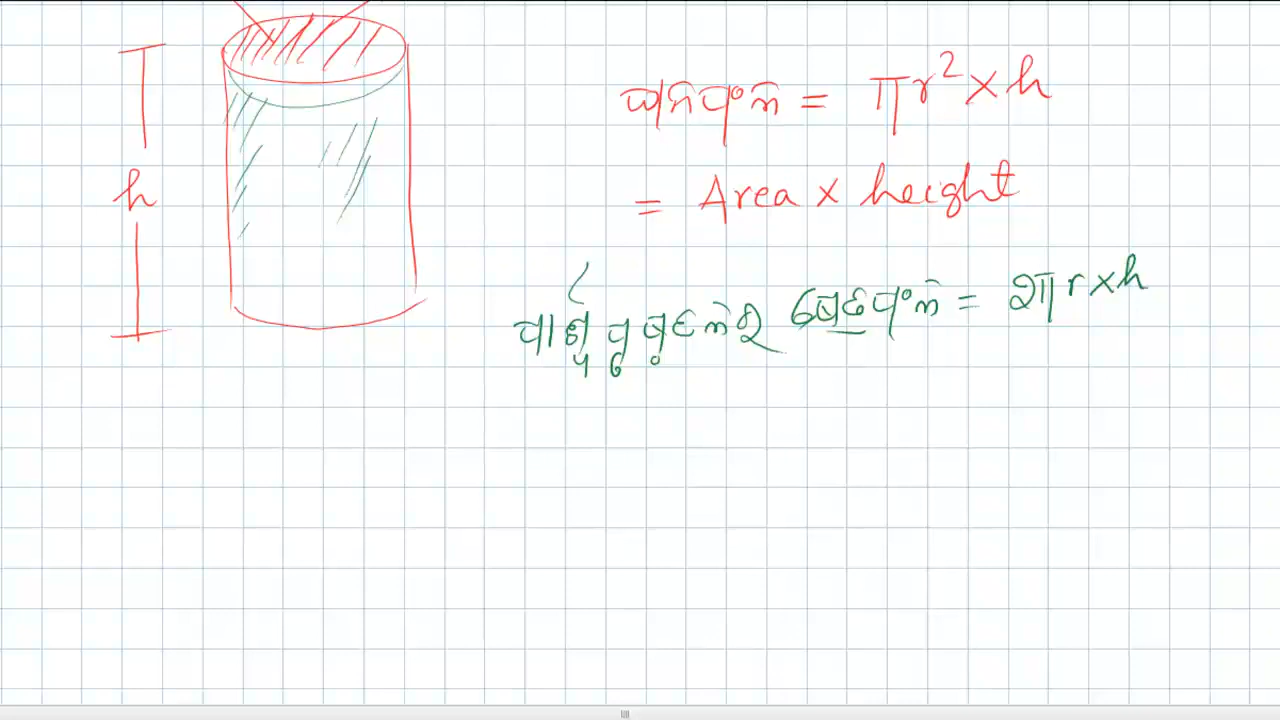 h
ଘନଫଳ = πr² × h
= Area × height
ପାର୍ଶ୍ୱ ପୃଷ୍ଠର କ୍ଷେତ୍ରଫଳ = 2πr × h